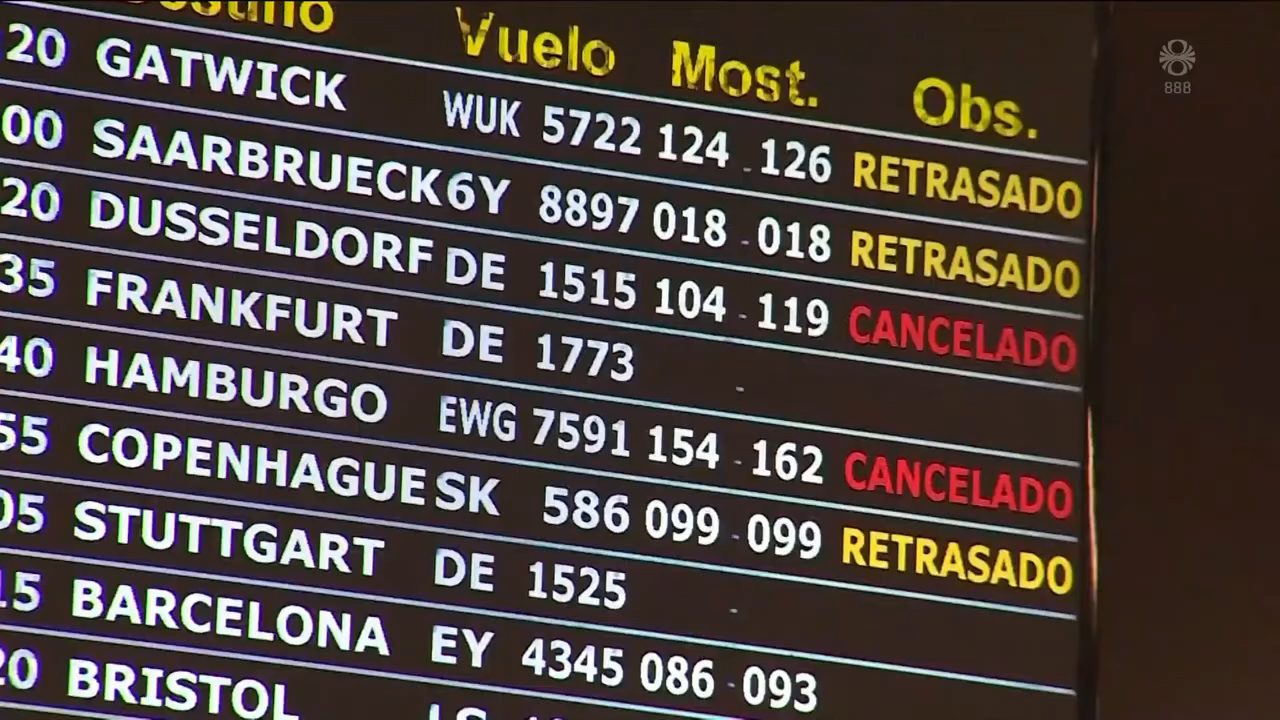 Vuelo Most. Obs.
20 GATWICK WUK 5722 124 - 126 RETRASADO
00 SAARBRUECK 6Y 8897 018 - 018 RETRASADO
20 DUSSELDORF DE 1515 104 - 119 CANCELADO
35 FRANKFURT DE 1773 -
40 HAMBURGO EWG 7591 154 - 162 CANCELADO
55 COPENHAGUE SK 586 099 - 099 RETRASADO
05 STUTTGART DE 1525 -
15 BARCELONA EY 4345 086 - 093
20 BRISTOL
888